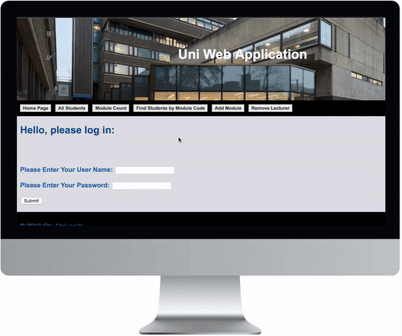 Uni Web Application
Home Page All Students Module Count Find Students by Module Code Add Module Remove Lecturer
Hello, please log in:
Please Enter Your User Name:
Please Enter Your Password:
Submit